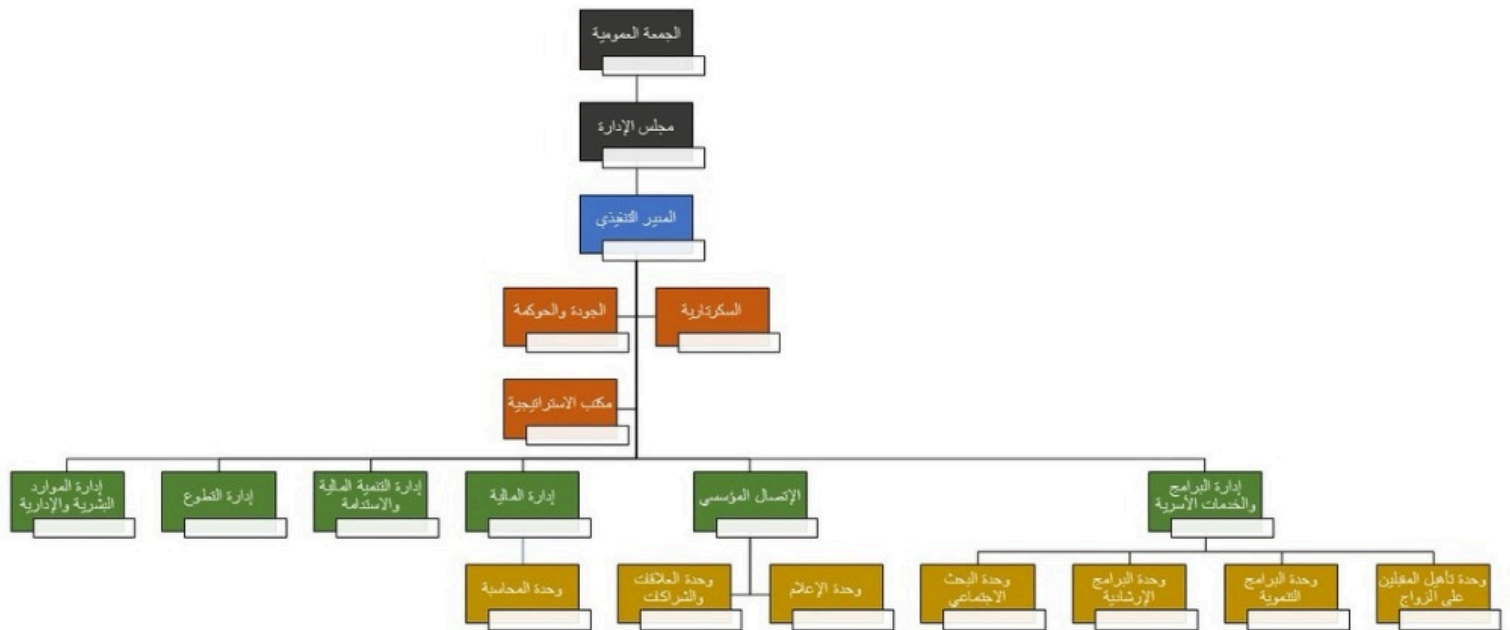 الجمعة العمومية
مجلس الإدارة
المدير التنفيذي
السكرتارية
الجودة والحوكمة
مكتب الاستراتيجية
إدارة البرامج
والخدمات الأسرية
الإتصال المؤسسي
إدارة المالية
إدارة التنمية المالية
والاستدامة
إدارة التطوع
إدارة الموارد
البشرية والإدارية
وحدة تأهيل المقبلين
على الزواج
وحدة البرامج
التنموية
وحدة البرامج
الإرشادية
وحدة البحث
الاجتماعي
وحدة الإعلام
وحدة العلاقات
والشراكات
وحدة المحاسبة